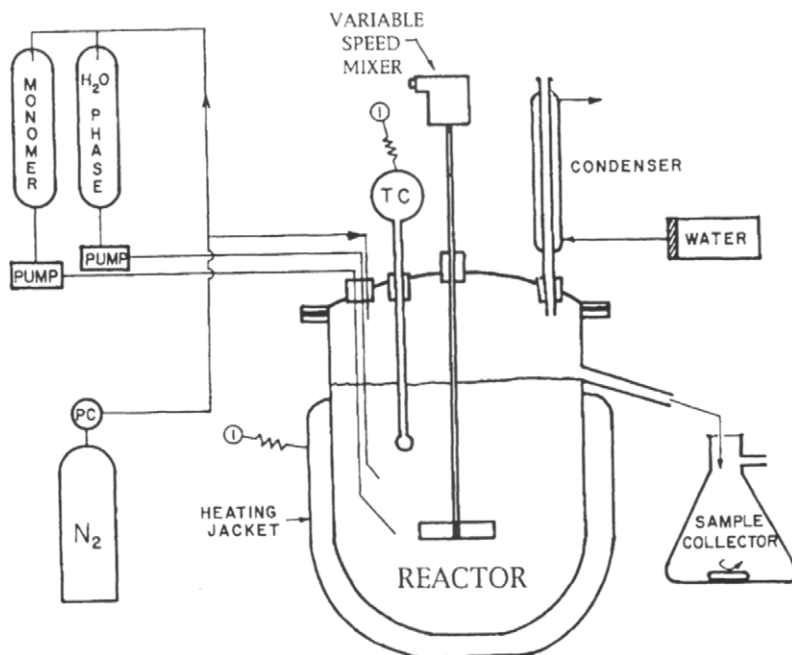 VARIABLE
SPEED
MIXER
MONOMER
H2O PHASE
I
TC
CONDENSER
WATER
PUMP
PUMP
PC
N2
I
HEATING
JACKET
REACTOR
SAMPLE
COLLECTOR